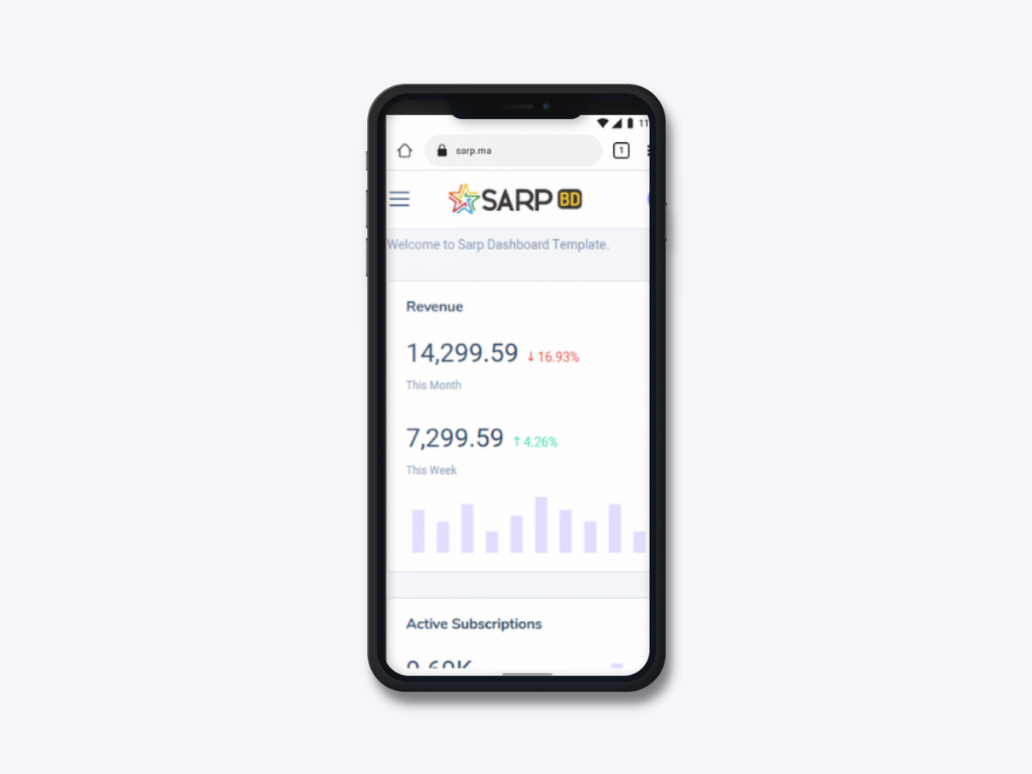 11
sarp.ma
1
SARP BD
Welcome to Sarp Dashboard Template.
Revenue
14,299.59 ↓ 16.93%
This Month
7,299.59 ↑ 4.26%
This Week
Active Subscriptions